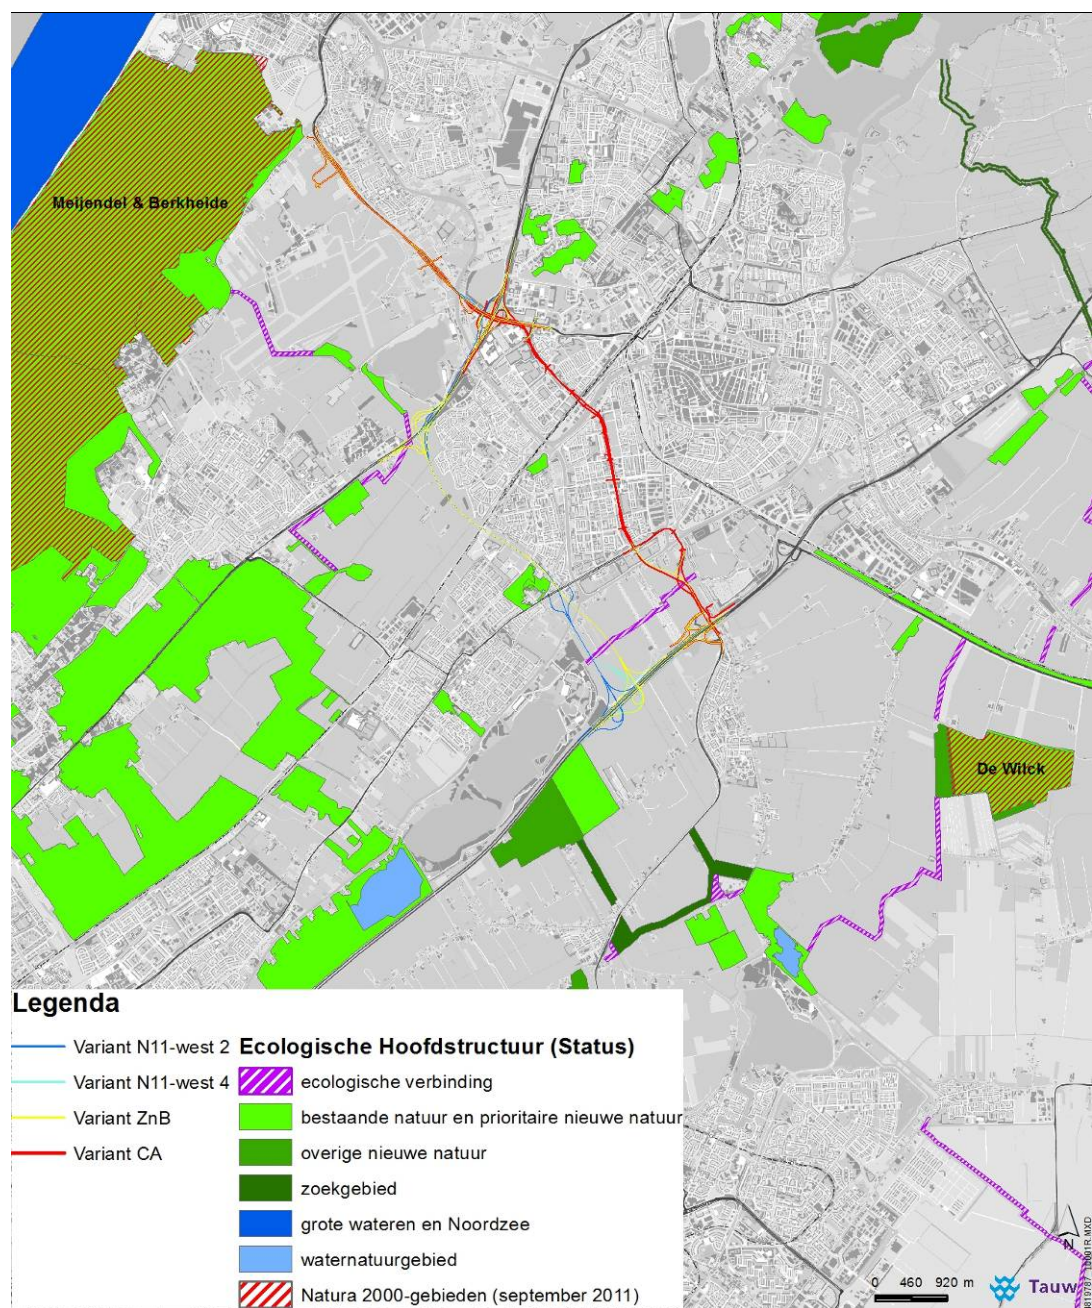 Meijendel & Berkheide
De Wilck
Legenda
Variant N11-west 2
Variant N11-west 4
Variant ZnB
Variant CA
Ecologische Hoofdstructuur (Status)
ecologische verbinding
bestaande natuur en prioritaire nieuwe natuur
overige nieuwe natuur
zoekgebied
grote wateren en Noordzee
waternatuurgebied
Natura 2000-gebieden (september 2011)
N
0 460 920 m
Tauw